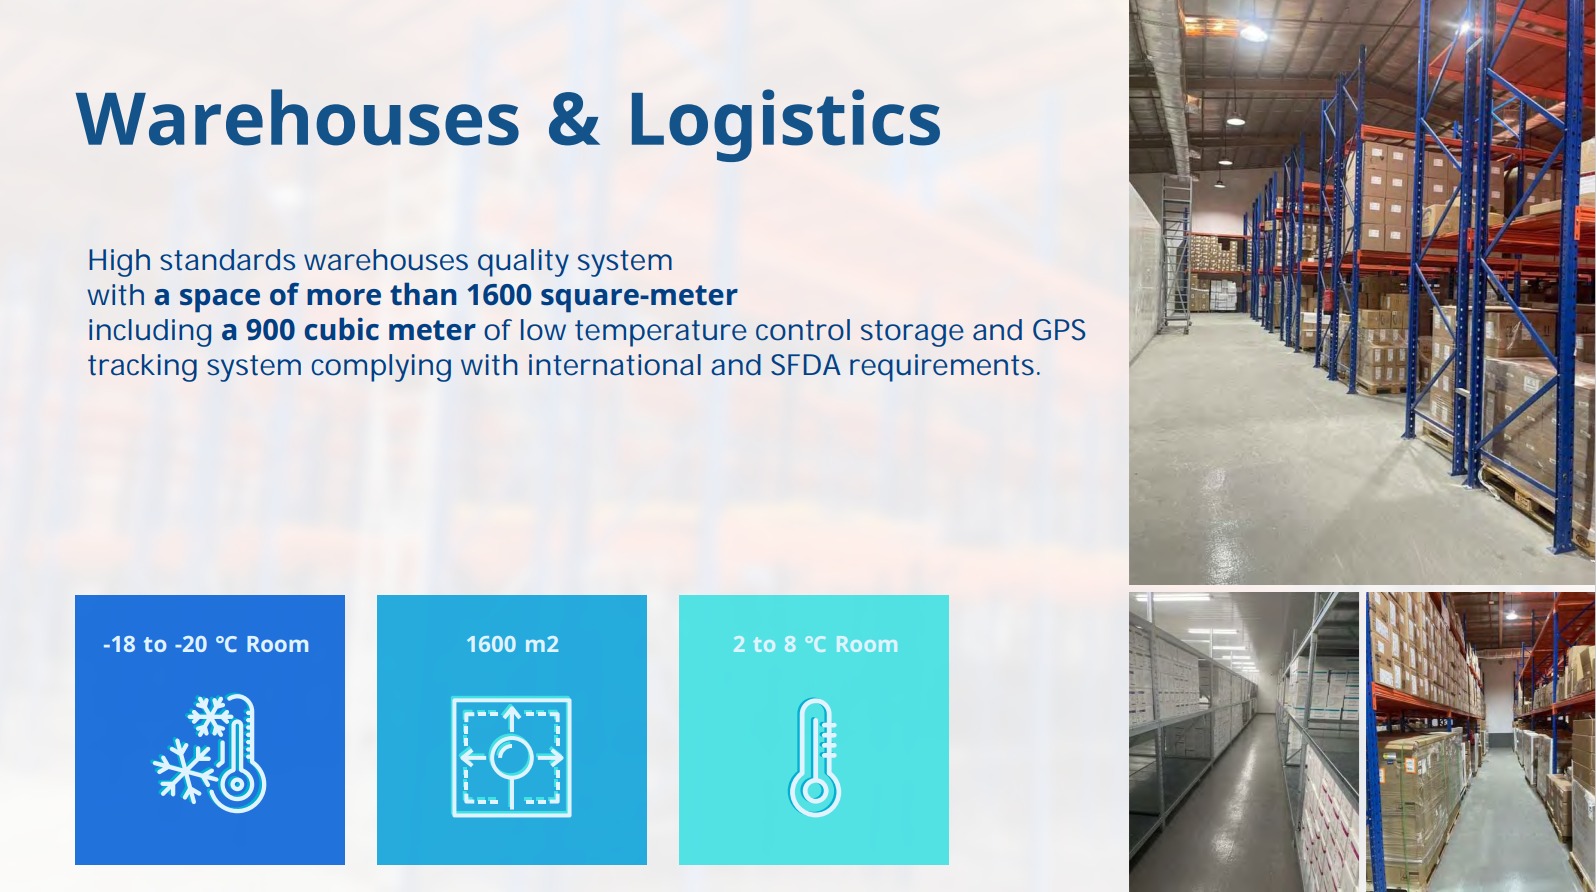 Warehouses & Logistics
High standards warehouses quality system
with a space of more than 1600 square-meter
including a 900 cubic meter of low temperature control storage and GPS
tracking system complying with international and SFDA requirements.
-18 to -20 °C Room
1600 m2
2 to 8 °C Room